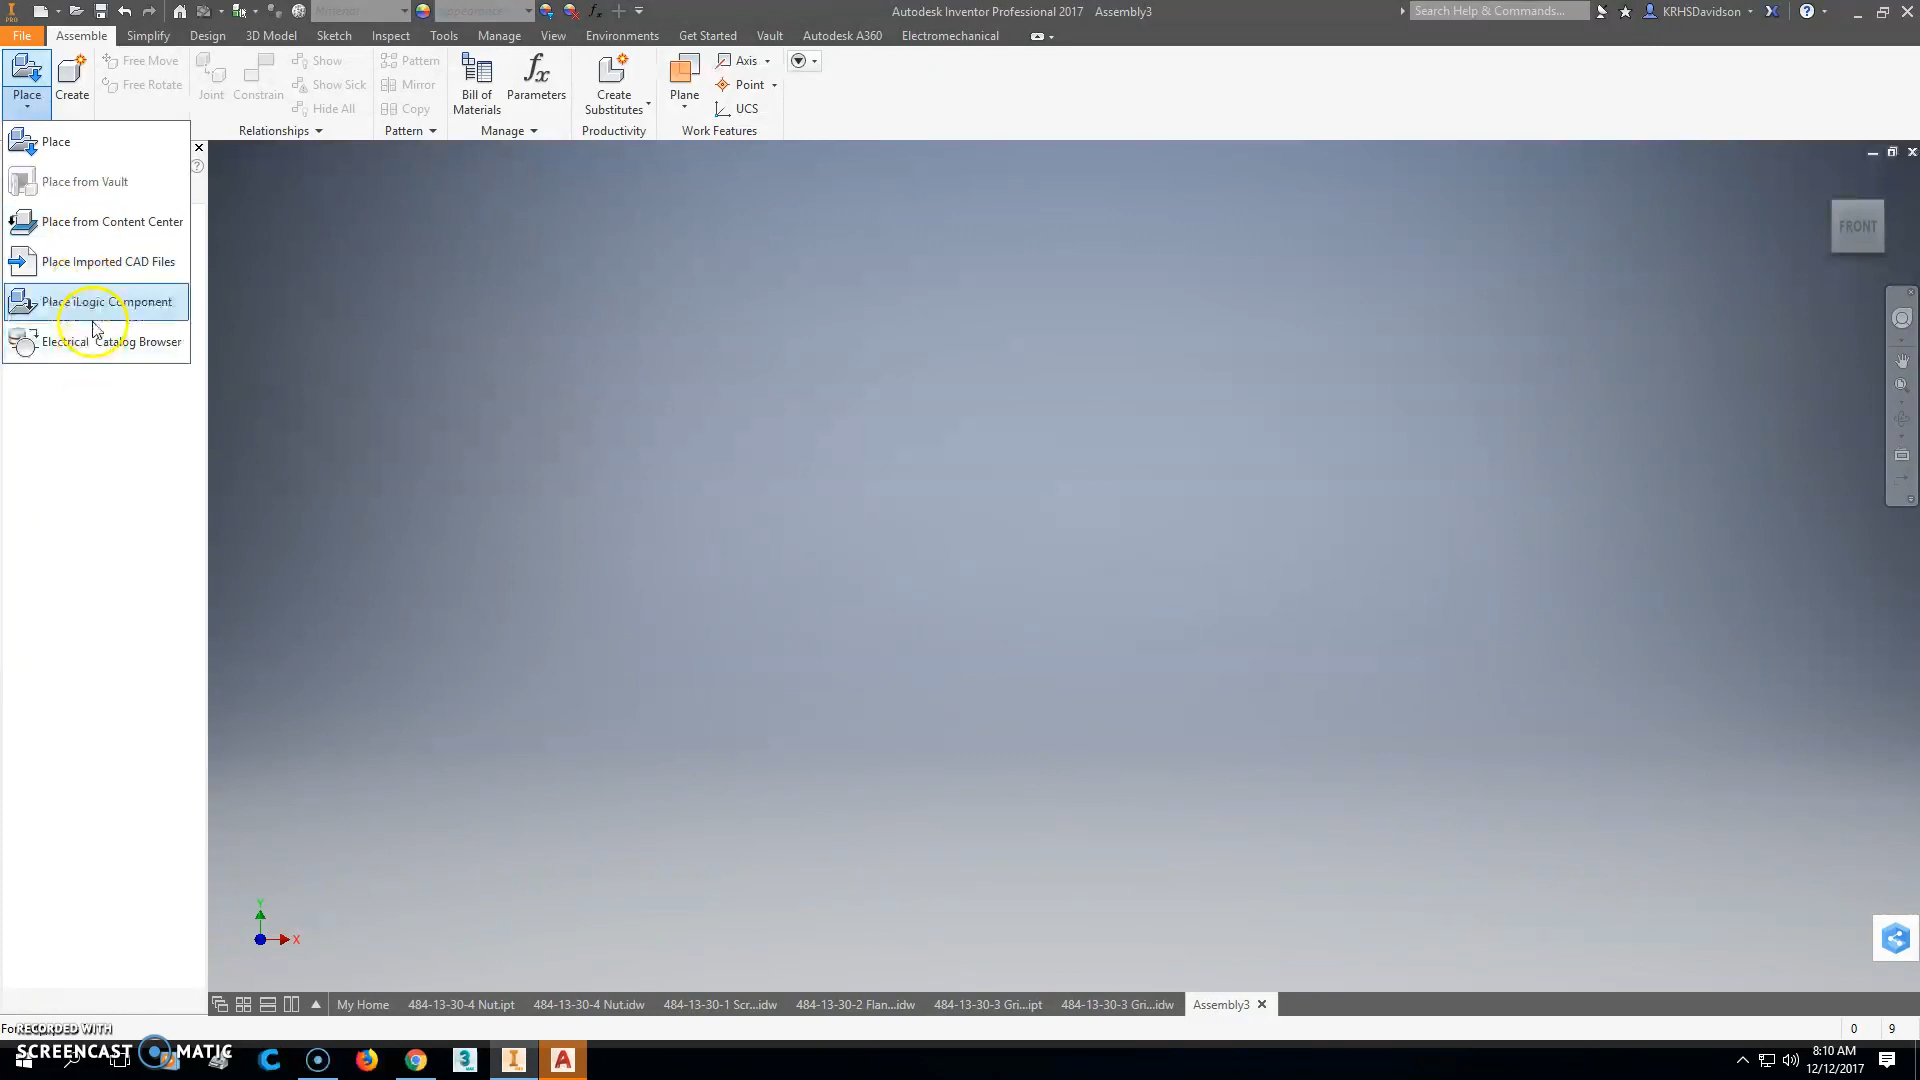 PRO Material Appearance Autodesk Inventor Professional 2017 Assembly3 Search Help & Commands... KRHSDavidson
File Assemble Simplify Design 3D Model Sketch Inspect Tools Manage View Environments Get Started Vault Autodesk A360 Electromechanical
Place Create Free Move Free Rotate Joint Constrain Show Show Sick Hide All Pattern Mirror Copy Bill of Materials Parameters Create Substitutes Plane Axis Point UCS
Relationships Pattern Manage Productivity Work Features
Place
Place from Vault
Place from Content Center
Place Imported CAD Files
Place iLogic Component
Electrical Catalog Browser
FRONT
Y
X
My Home 484-13-30-4 Nut.ipt 484-13-30-4 Nut.idw 484-13-30-1 Scr...idw 484-13-30-2 Flan...idw 484-13-30-3 Gri...ipt 484-13-30-3 Gri...idw Assembly3
For 0 9
RECORDED WITH
SCREENCAST MATIC
8:10 AM
12/12/2017